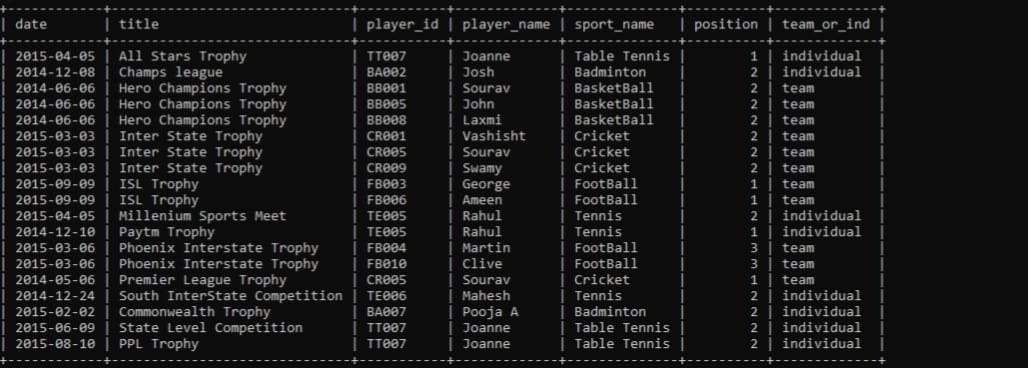 +------------+-----------------------------+-----------+-------------+--------------+----------+-------------+
| date       | title                       | player_id | player_name | sport_name   | position | team_or_ind |
+------------+-----------------------------+-----------+-------------+--------------+----------+-------------+
| 2015-04-05 | All Stars Trophy            | TT007     | Joanne      | Table Tennis |        1 | individual  |
| 2014-12-08 | Champs league               | BA002     | Josh        | Badminton    |        2 | individual  |
| 2014-06-06 | Hero Champions Trophy       | BB001     | Sourav      | BasketBall   |        2 | team        |
| 2014-06-06 | Hero Champions Trophy       | BB005     | John        | BasketBall   |        2 | team        |
| 2014-06-06 | Hero Champions Trophy       | BB008     | Laxmi       | BasketBall   |        2 | team        |
| 2015-03-03 | Inter State Trophy          | CR001     | Vashisht    | Cricket      |        2 | team        |
| 2015-03-03 | Inter State Trophy          | CR005     | Sourav      | Cricket      |        2 | team        |
| 2015-03-03 | Inter State Trophy          | CR009     | Swamy       | Cricket      |        2 | team        |
| 2015-09-09 | ISL Trophy                  | FB003     | George      | FootBall     |        1 | team        |
| 2015-09-09 | ISL Trophy                  | FB006     | Ameen       | FootBall     |        1 | team        |
| 2015-04-05 | Millenium Sports Meet       | TE005     | Rahul       | Tennis       |        2 | individual  |
| 2014-12-10 | Paytm Trophy                | TE005     | Rahul       | Tennis       |        1 | individual  |
| 2015-03-06 | Phoenix Interstate Trophy   | FB004     | Martin      | FootBall     |        3 | team        |
| 2015-03-06 | Phoenix Interstate Trophy   | FB010     | Clive       | FootBall     |        3 | team        |
| 2014-05-06 | Premier League Trophy       | CR005     | Sourav      | Cricket      |        1 | team        |
| 2014-12-24 | South InterState Competition | TE006     | Mahesh      | Tennis       |        2 | individual  |
| 2015-02-02 | Commonwealth Trophy         | BA007     | Pooja A     | Badminton    |        2 | individual  |
| 2015-06-09 | State Level Competition     | TT007     | Joanne      | Table Tennis |        2 | individual  |
| 2015-08-10 | PPL Trophy                  | TT007     | Joanne      | Table Tennis |        2 | individual  |
+------------+-----------------------------+-----------+-------------+--------------+----------+-------------+